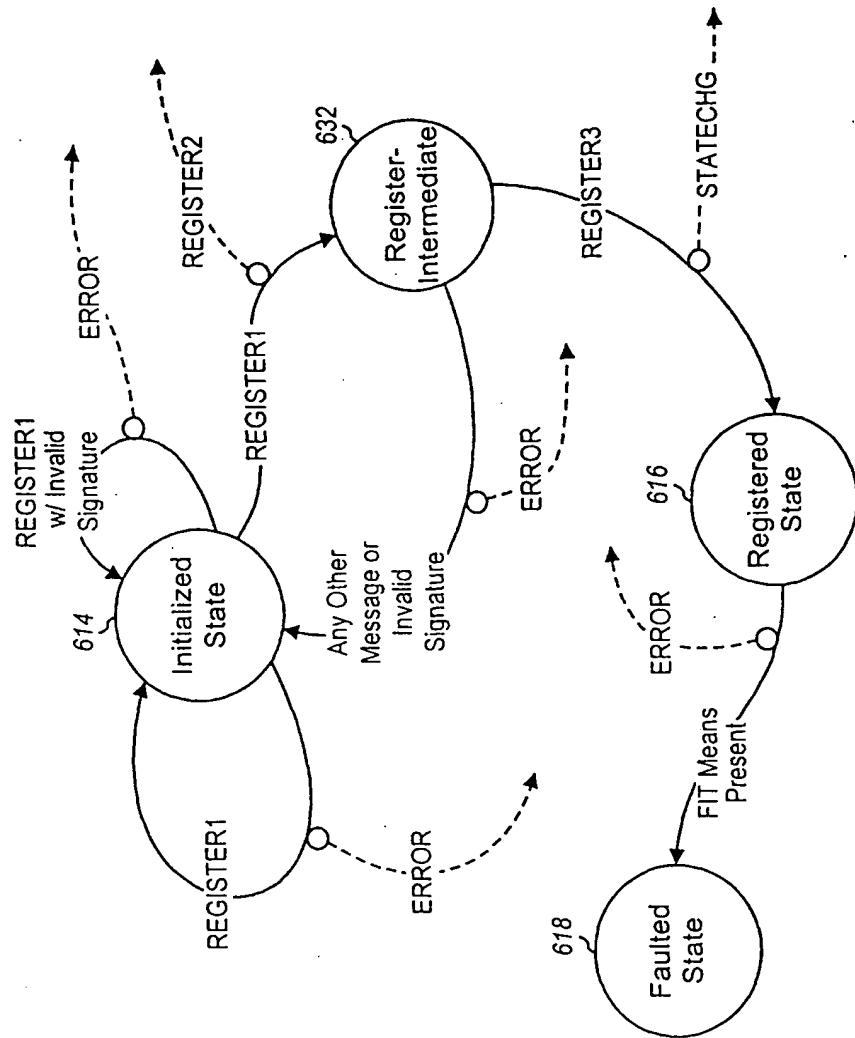 REGISTER1
w/ Invalid
Signature
ERROR
614
Initialized
State
REGISTER2
REGISTER1
REGISTER1
632
Register-
Intermediate
Any Other
Message or
Invalid
Signature
ERROR
ERROR
REGISTER3
618
Faulted
State
FIT Means
Present
ERROR
616
Registered
State
STATECHG